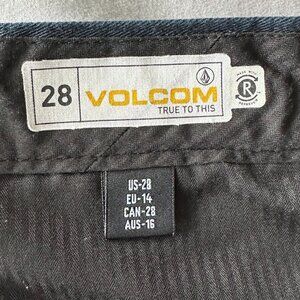 28
VOLCOM
TRUE TO THIS
R
US-28
EU-14
CAN-28
AUS-16